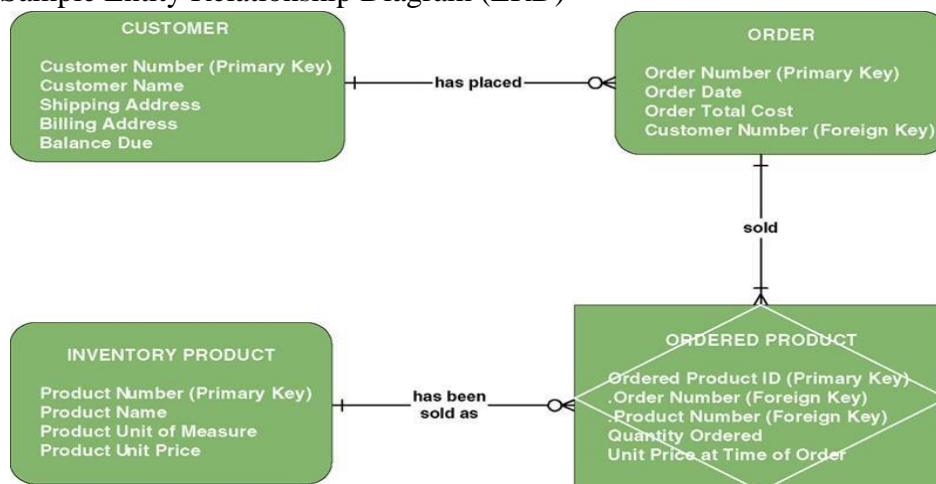 Sample Entity Relationship Diagram (ERD)
CUSTOMER
Customer Number (Primary Key)
Customer Name
Shipping Address
Billing Address
Balance Due
has placed
ORDER
Order Number (Primary Key)
Order Date
Order Total Cost
Customer Number (Foreign Key)
sold
INVENTORY PRODUCT
Product Number (Primary Key)
Product Name
Product Unit of Measure
Product Unit Price
has been
sold as
ORDERED PRODUCT
Ordered Product ID (Primary Key)
.Order Number (Foreign Key)
.Product Number (Foreign Key)
Quantity Ordered
Unit Price at Time of Order